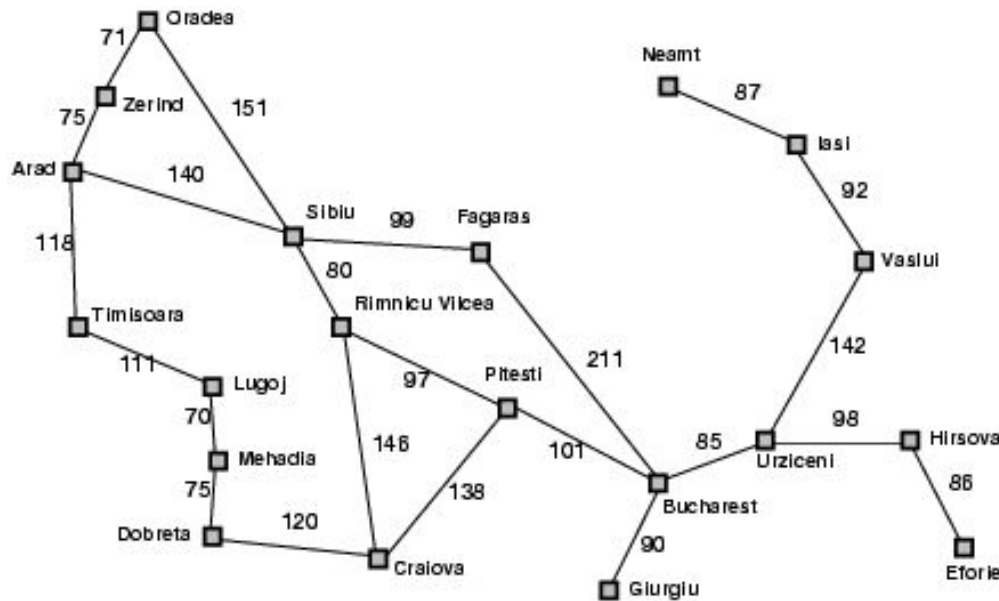 Oradea
71
Neamt
Zerind
87
75
151
Iasi
Arad
140
92
Sibiu
99
Fagaras
118
Vaslui
80
Timisoara
Rimnicu Vilcea
111
142
211
Lugoj
97
Pitesti
70
98
Hirsova
146
101
85
Urziceni
Mehadia
86
75
138
Bucharest
120
Dobreta
90
Craiova
Eforie
Giurgiu